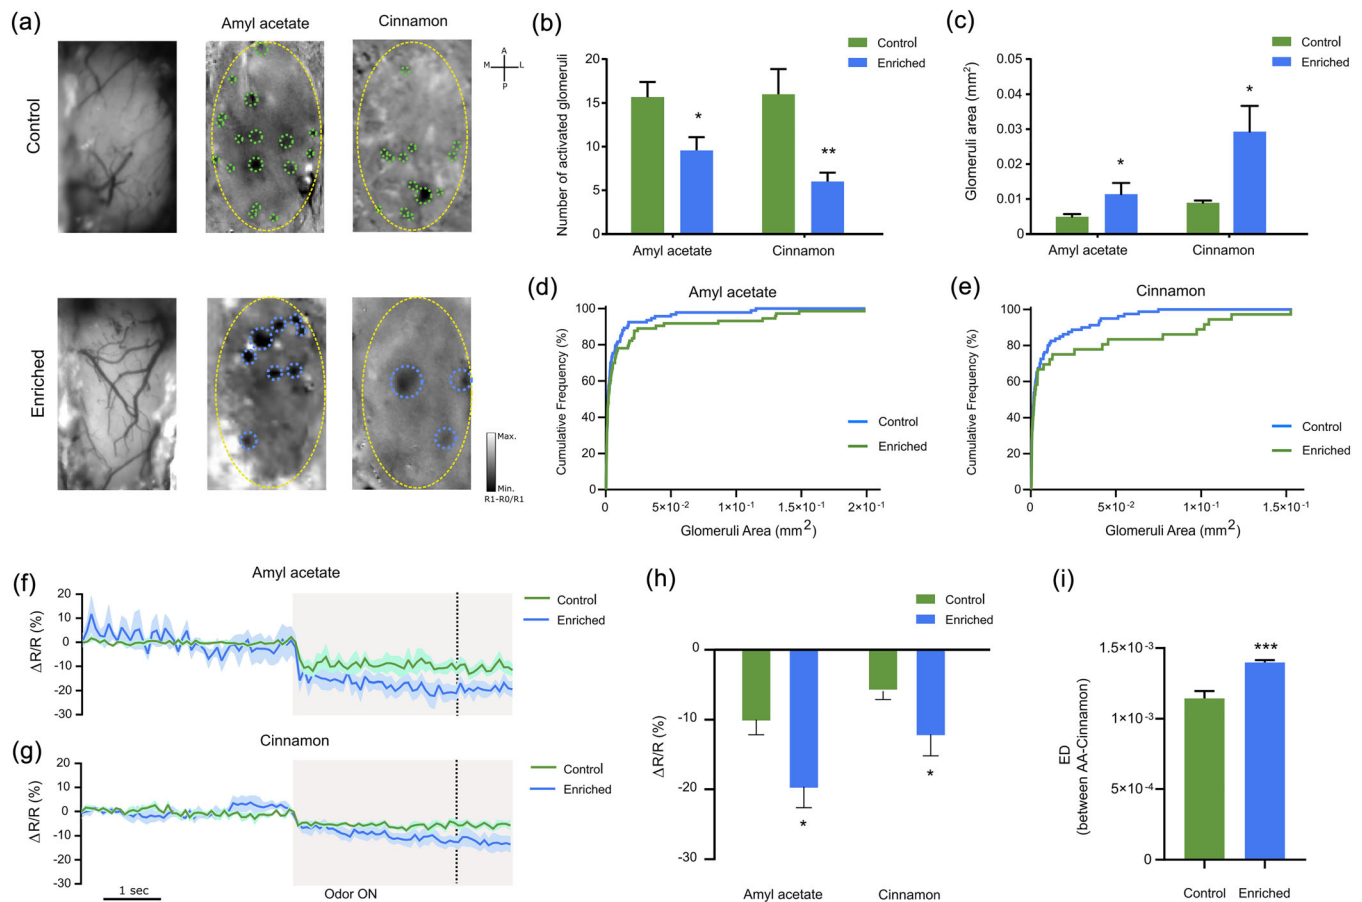 (a)
Amyl acetate
Cinnamon
Control
A
M
L
P
Enriched
Max.
Min.
R1-R0/R1
(b)
Control
Enriched
Number of activated glomeruli
20
15
10
5
0
*
**
Amyl acetate
Cinnamon
(c)
Control
Enriched
Glomeruli area (mm²)
0.05
0.04
0.03
0.02
0.01
0
*
*
Amyl acetate
Cinnamon
(d)
Amyl acetate
Cumulative Frequency (%)
100
80
60
40
20
0
Control
Enriched
0
5×10⁻²
1×10⁻¹
1.5×10⁻¹
2×10⁻¹
Glomeruli Area (mm²)
(e)
Cinnamon
Cumulative Frequency (%)
100
80
60
40
20
0
Control
Enriched
0
5×10⁻²
1×10⁻¹
1.5×10⁻¹
Glomeruli Area (mm²)
(f)
Amyl acetate
ΔR/R (%)
20
10
0
-10
-20
-30
Control
Enriched
(g)
Cinnamon
ΔR/R (%)
20
10
0
-10
-20
-30
Control
Enriched
1 sec
Odor ON
(h)
Control
Enriched
ΔR/R (%)
0
-10
-20
-30
*
*
Amyl acetate
Cinnamon
(i)
ED
(between AA-Cinnamon)
1.5×10⁻³
1×10⁻³
5×10⁻⁴
0
***
Control
Enriched